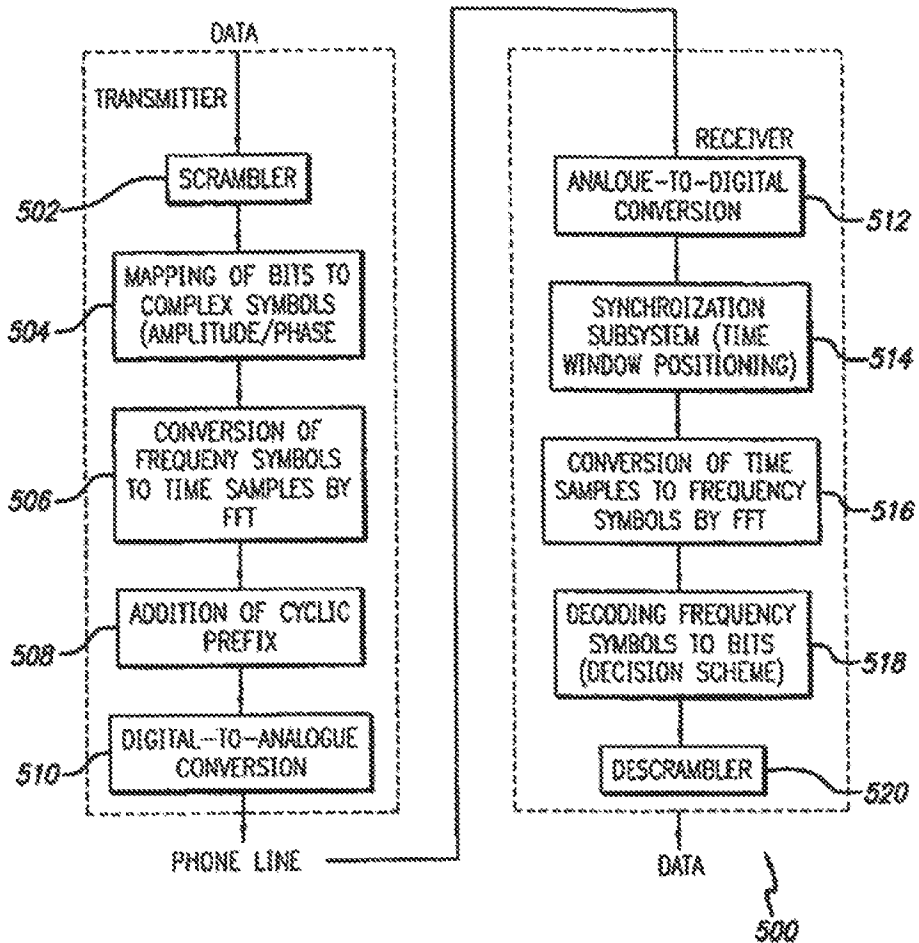 DATA
TRANSMITTER
SCRAMBLER
502
MAPPING OF BITS TO
COMPLEX SYMBOLS
(AMPLITUDE/PHASE
504
CONVERSION OF
FREQUENY SYMBOLS
TO TIME SAMPLES BY
FFT
506
ADDITION OF CYCLIC
PREFIX
508
DIGITAL-TO-ANALOGUE
CONVERSION
510
PHONE LINE
RECEIVER
ANALOUE-TO-DIGITAL
CONVERSION
512
SYNCHROIZATION
SUBSYSTEM (TIME
WINDOW POSITIONING)
514
CONVERSION OF TIME
SAMPLES TO FREQUENCY
SYMBOLS BY FFT
516
DECODING FREQUENCY
SYMBOLS TO BITS
(DECISION SCHEME)
518
DESCRAMBLER
520
DATA
500